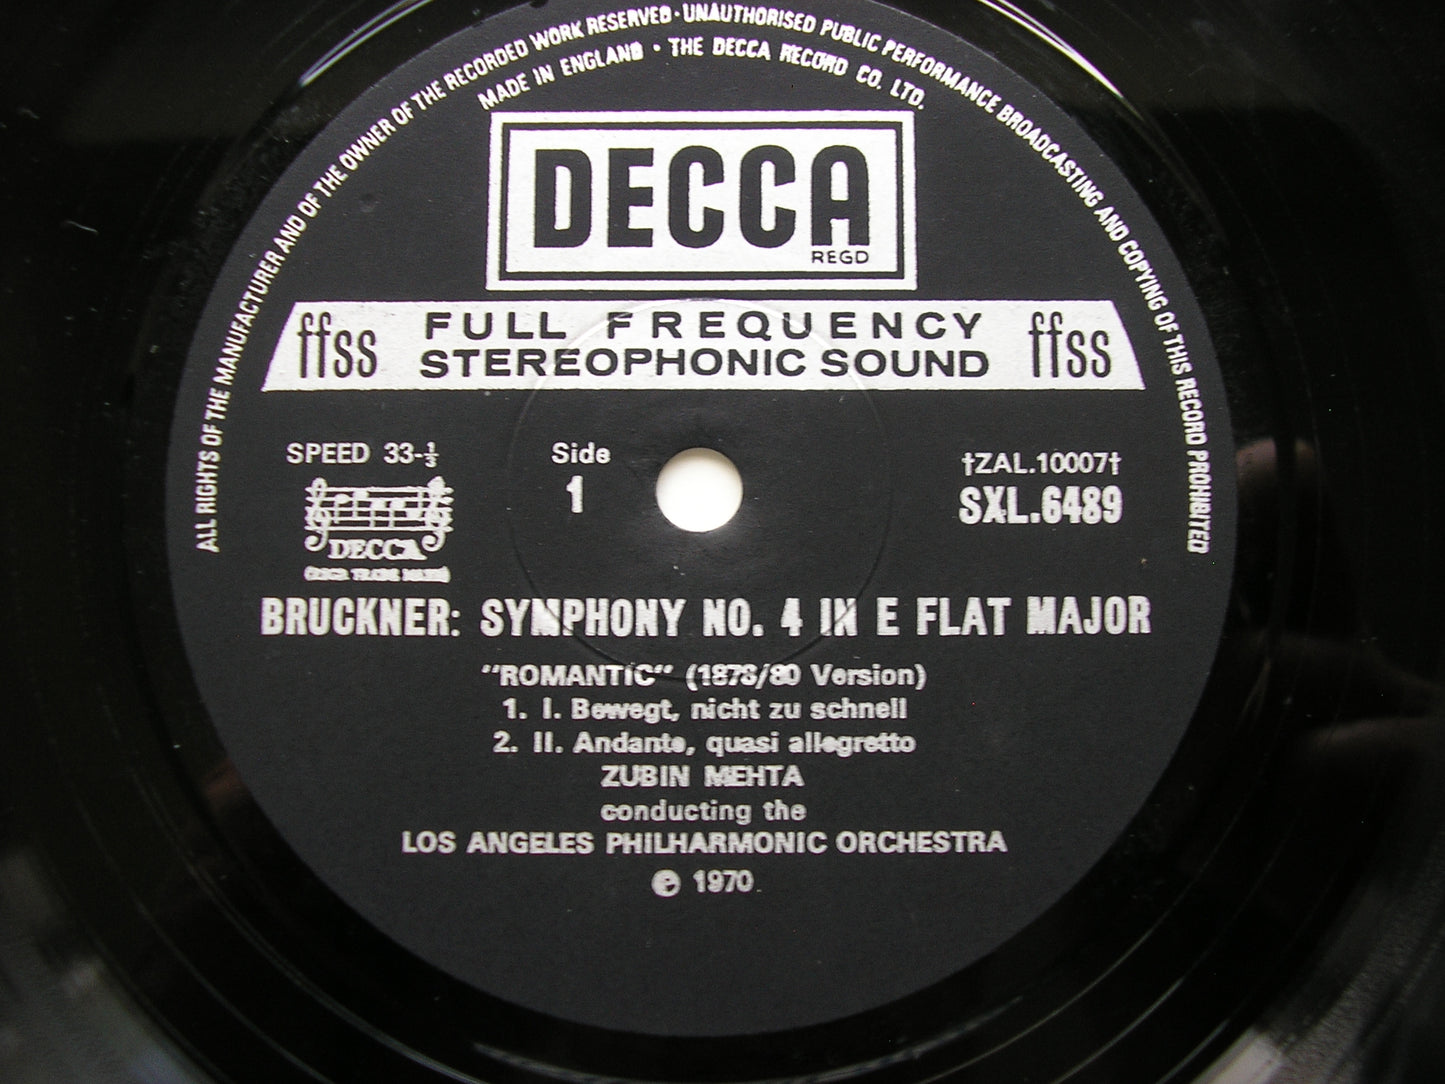 ALL RIGHTS OF THE MANUFACTURER AND OF THE OWNER OF THE RECORDED WORK RESERVED · UNAUTHORISED PUBLIC PERFORMANCE BROADCASTING AND COPYING OF THIS RECORD PROHIBITED
MADE IN ENGLAND · THE DECCA RECORD CO. LTD.
DECCA
REGD
ffss FULL FREQUENCY STEREOPHONIC SOUND ffss
SPEED 33-⅓
Side
1
†ZAL.10007†
SXL.6489
DECCA
BRUCKNER: SYMPHONY NO. 4 IN E FLAT MAJOR
"ROMANTIC" (1878/80 Version)
1. I. Bewegt, nicht zu schnell
2. II. Andante, quasi allegretto
ZUBIN MEHTA
conducting the
LOS ANGELES PHILHARMONIC ORCHESTRA
℗ 1970